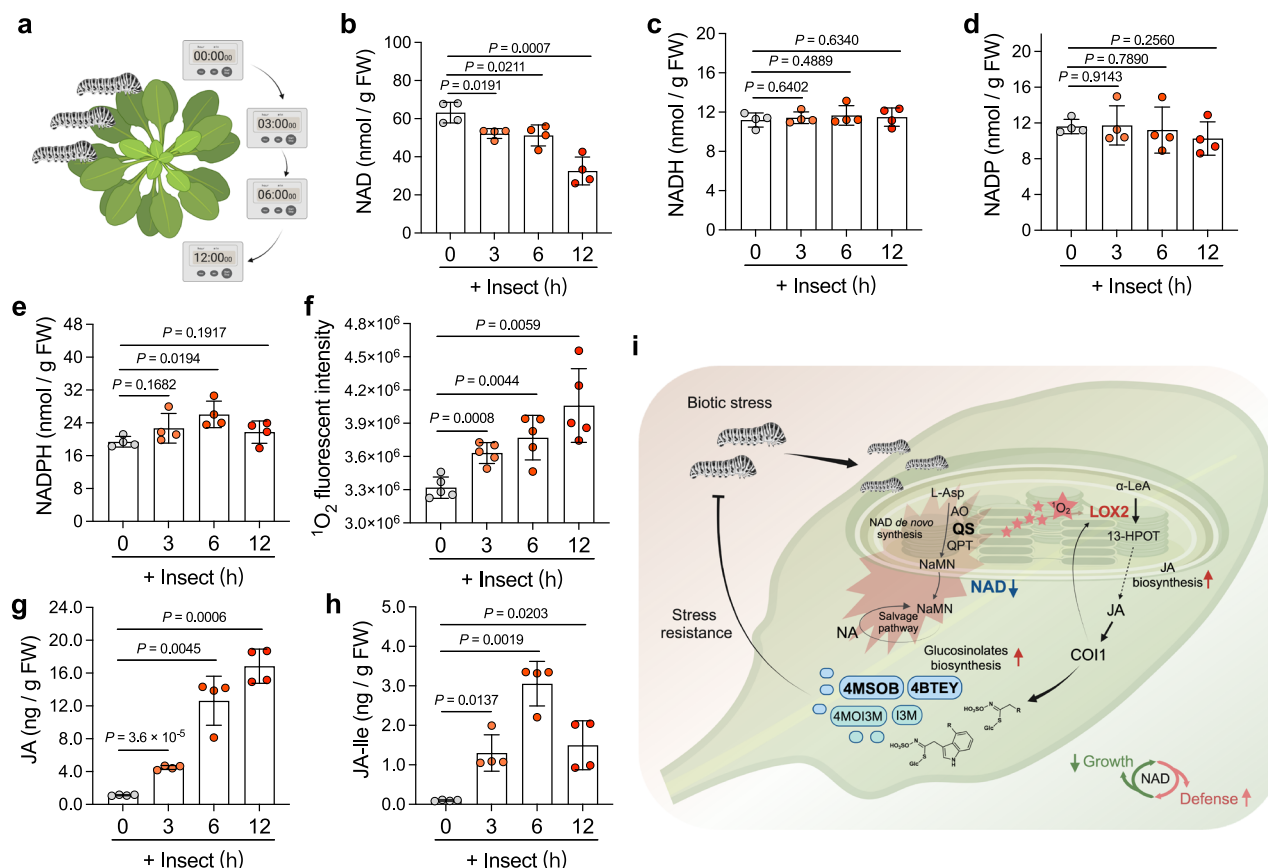 a
00:00:00
03:00:00
06:00:00
12:00:00
b
NAD (nmol / g FW)
100
80
60
40
20
0
P = 0.0007
P = 0.0211
P = 0.0191
0 3 6 12
+ Insect (h)
c
NADH (nmol / g FW)
20
16
12
8
4
0
P = 0.6340
P = 0.4889
P = 0.6402
0 3 6 12
+ Insect (h)
d
NADP (nmol / g FW)
20
16
12
8
4
0
P = 0.2560
P = 0.7890
P = 0.9143
0 3 6 12
+ Insect (h)
e
NADPH (nmol / g FW)
48
40
32
24
16
8
0
P = 0.1917
P = 0.0194
P = 0.1682
0 3 6 12
+ Insect (h)
f
¹O₂ fluorescent intensity
4.8×10⁶
4.5×10⁶
4.2×10⁶
3.9×10⁶
3.6×10⁶
3.3×10⁶
3.0×10⁶
P = 0.0059
P = 0.0044
P = 0.0008
0 3 6 12
+ Insect (h)
g
JA (ng / g FW)
24.0
20.0
16.0
12.0
8.0
4.0
0.0
P = 0.0006
P = 0.0045
P = 3.6 × 10⁻⁵
0 3 6 12
+ Insect (h)
h
JA-Ile (ng / g FW)
5.0
4.0
3.0
2.0
1.0
0.0
P = 0.0203
P = 0.0019
P = 0.0137
0 3 6 12
+ Insect (h)
i
Biotic stress
Stress
resistance
L-Asp
AO
NAD de novo
synthesis
QS
QPT
NaMN
¹O₂
LOX2
α-LeA
13-HPOT
JA
biosynthesis
NAD
NaMN
Salvage
pathway
NA
JA
COI1
Glucosinolates
biosynthesis
4MSOB
4BTEY
4MOI3M
I3M
HO₃SO
N
R
S
Glc
HO₃SO
N
R
S
Glc
N
H
Growth
NAD
Defense